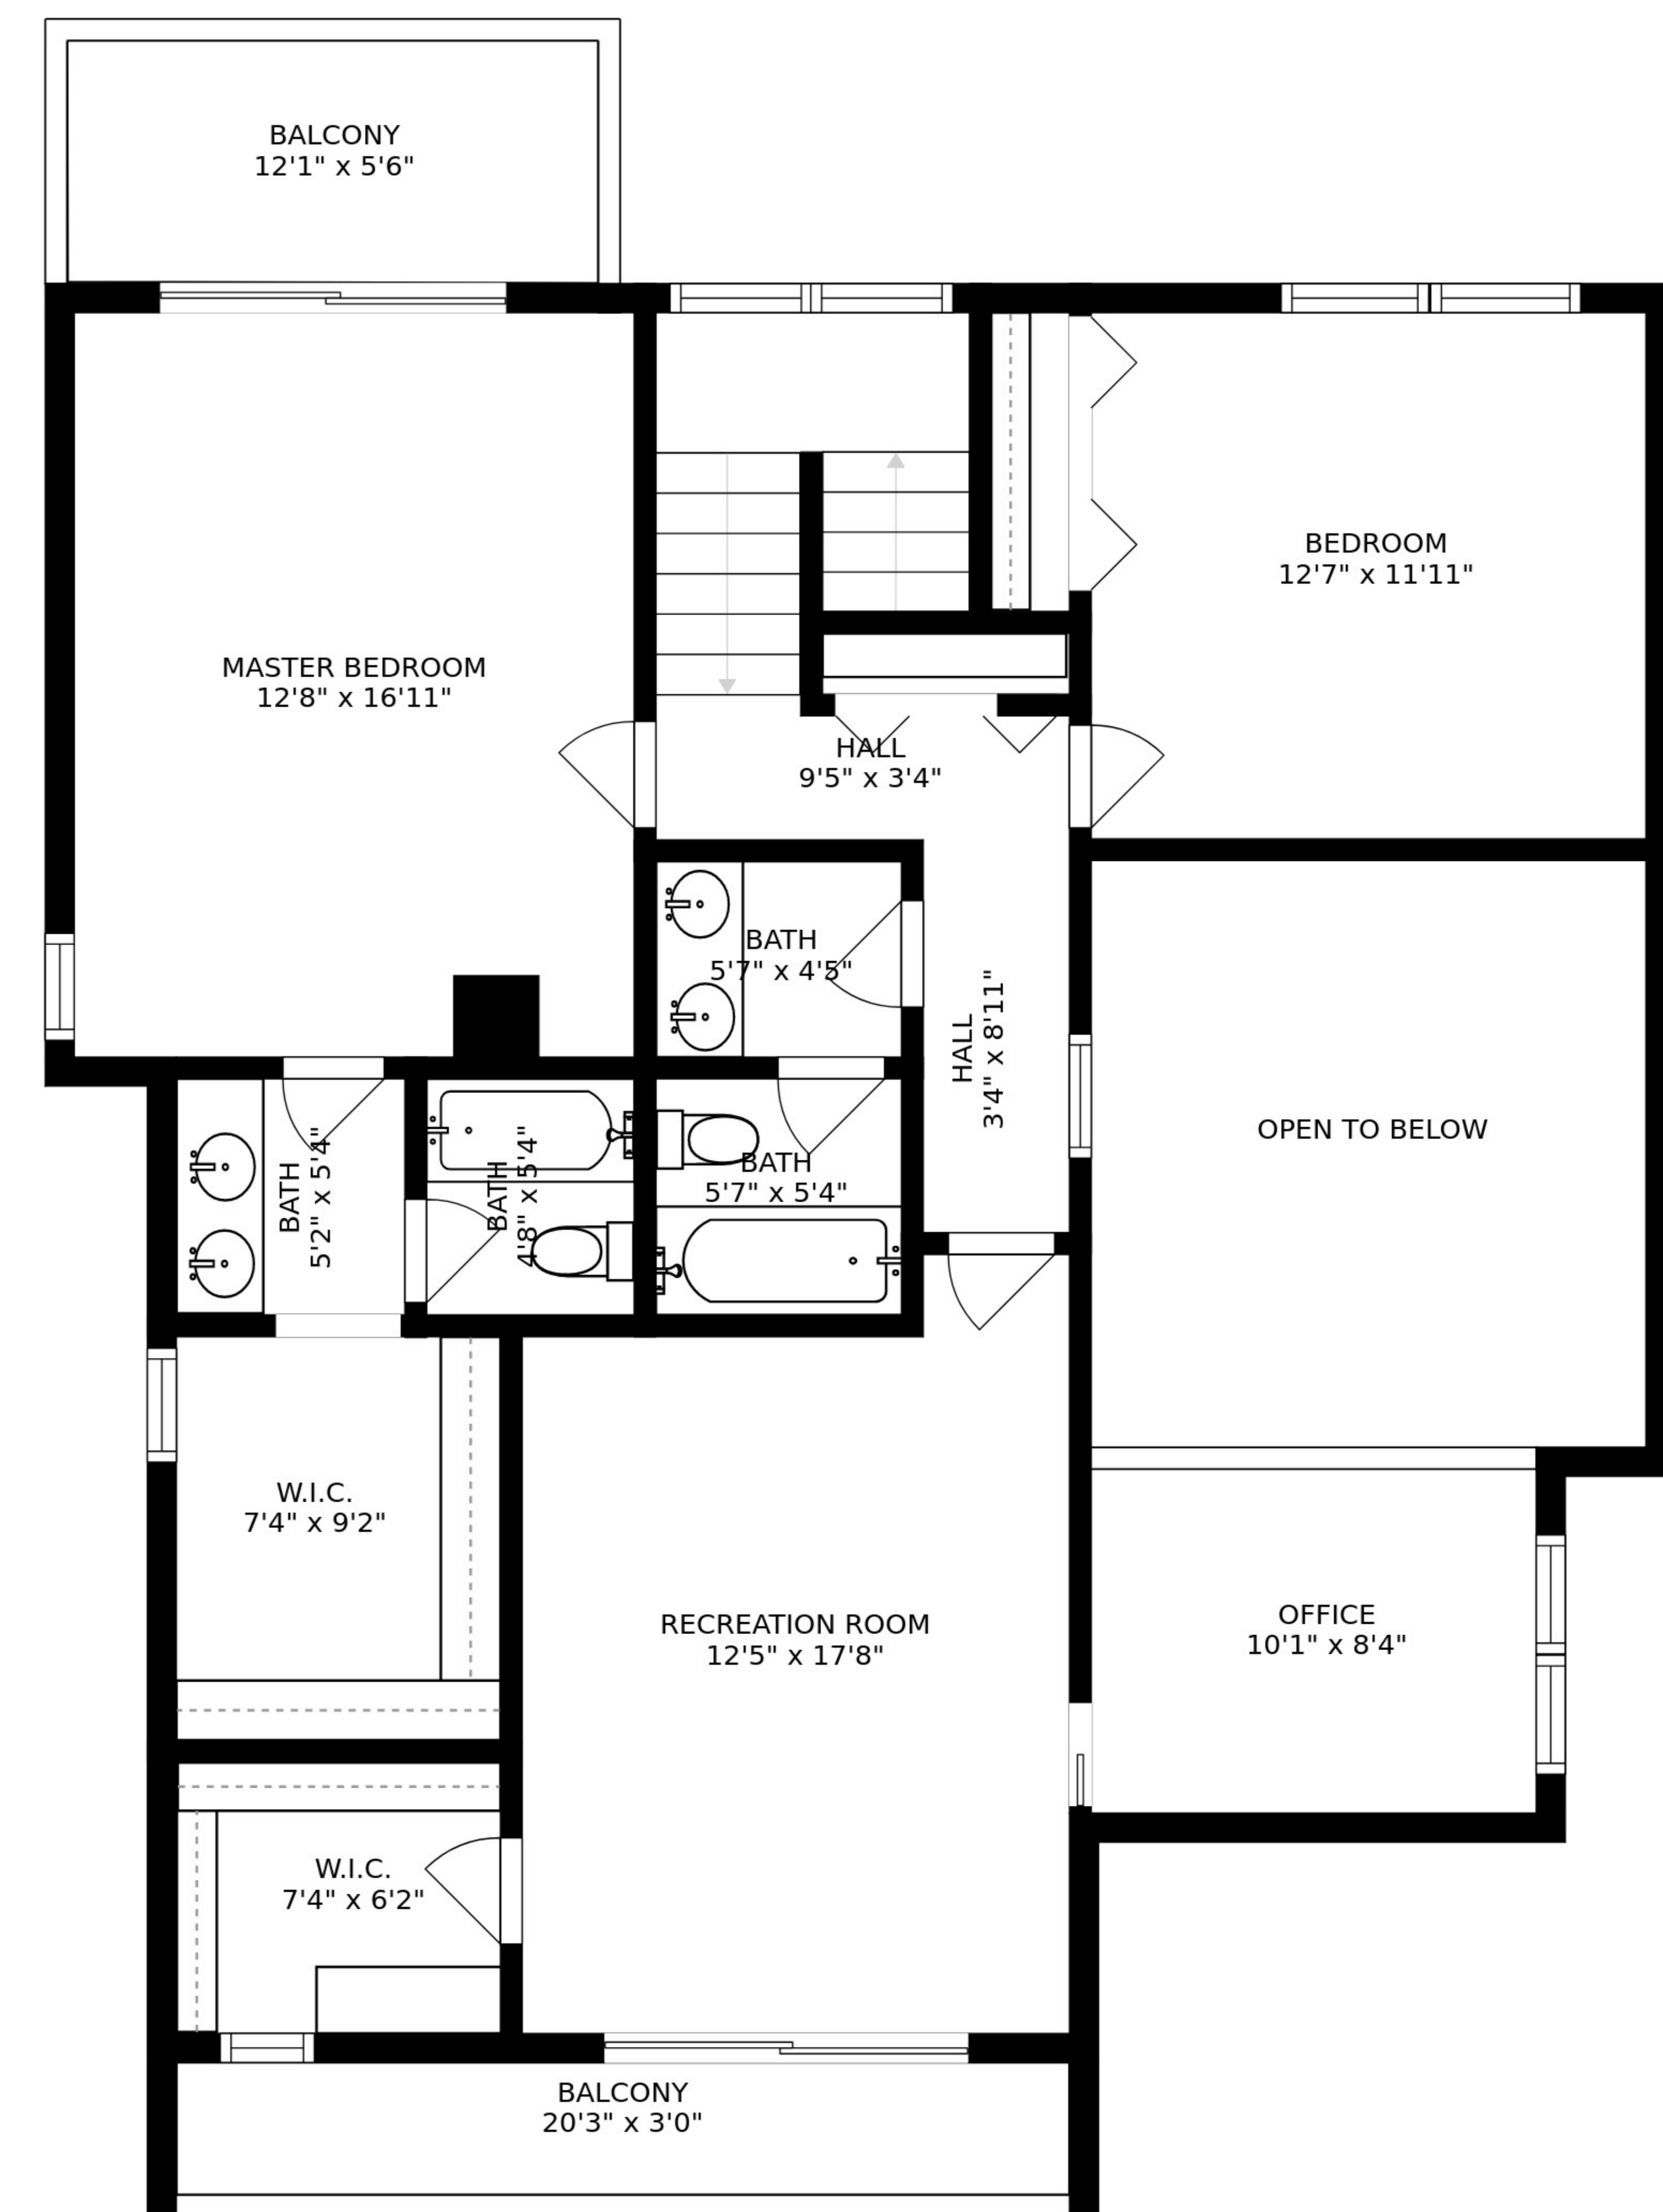 BALCONY
12'1" x 5'6"
BEDROOM
12'7" x 11'11"
MASTER BEDROOM
12'8" x 16'11"
HALL
9'5" x 3'4"
BATH
5'7" x 4'5"
HALL
3'4" x 8'11"
OPEN TO BELOW
BATH
5'2" x 5'4"
BATH
4'8" x 5'4"
BATH
5'7" x 5'4"
W.I.C.
7'4" x 9'2"
RECREATION ROOM
12'5" x 17'8"
OFFICE
10'1" x 8'4"
W.I.C.
7'4" x 6'2"
BALCONY
20'3" x 3'0"